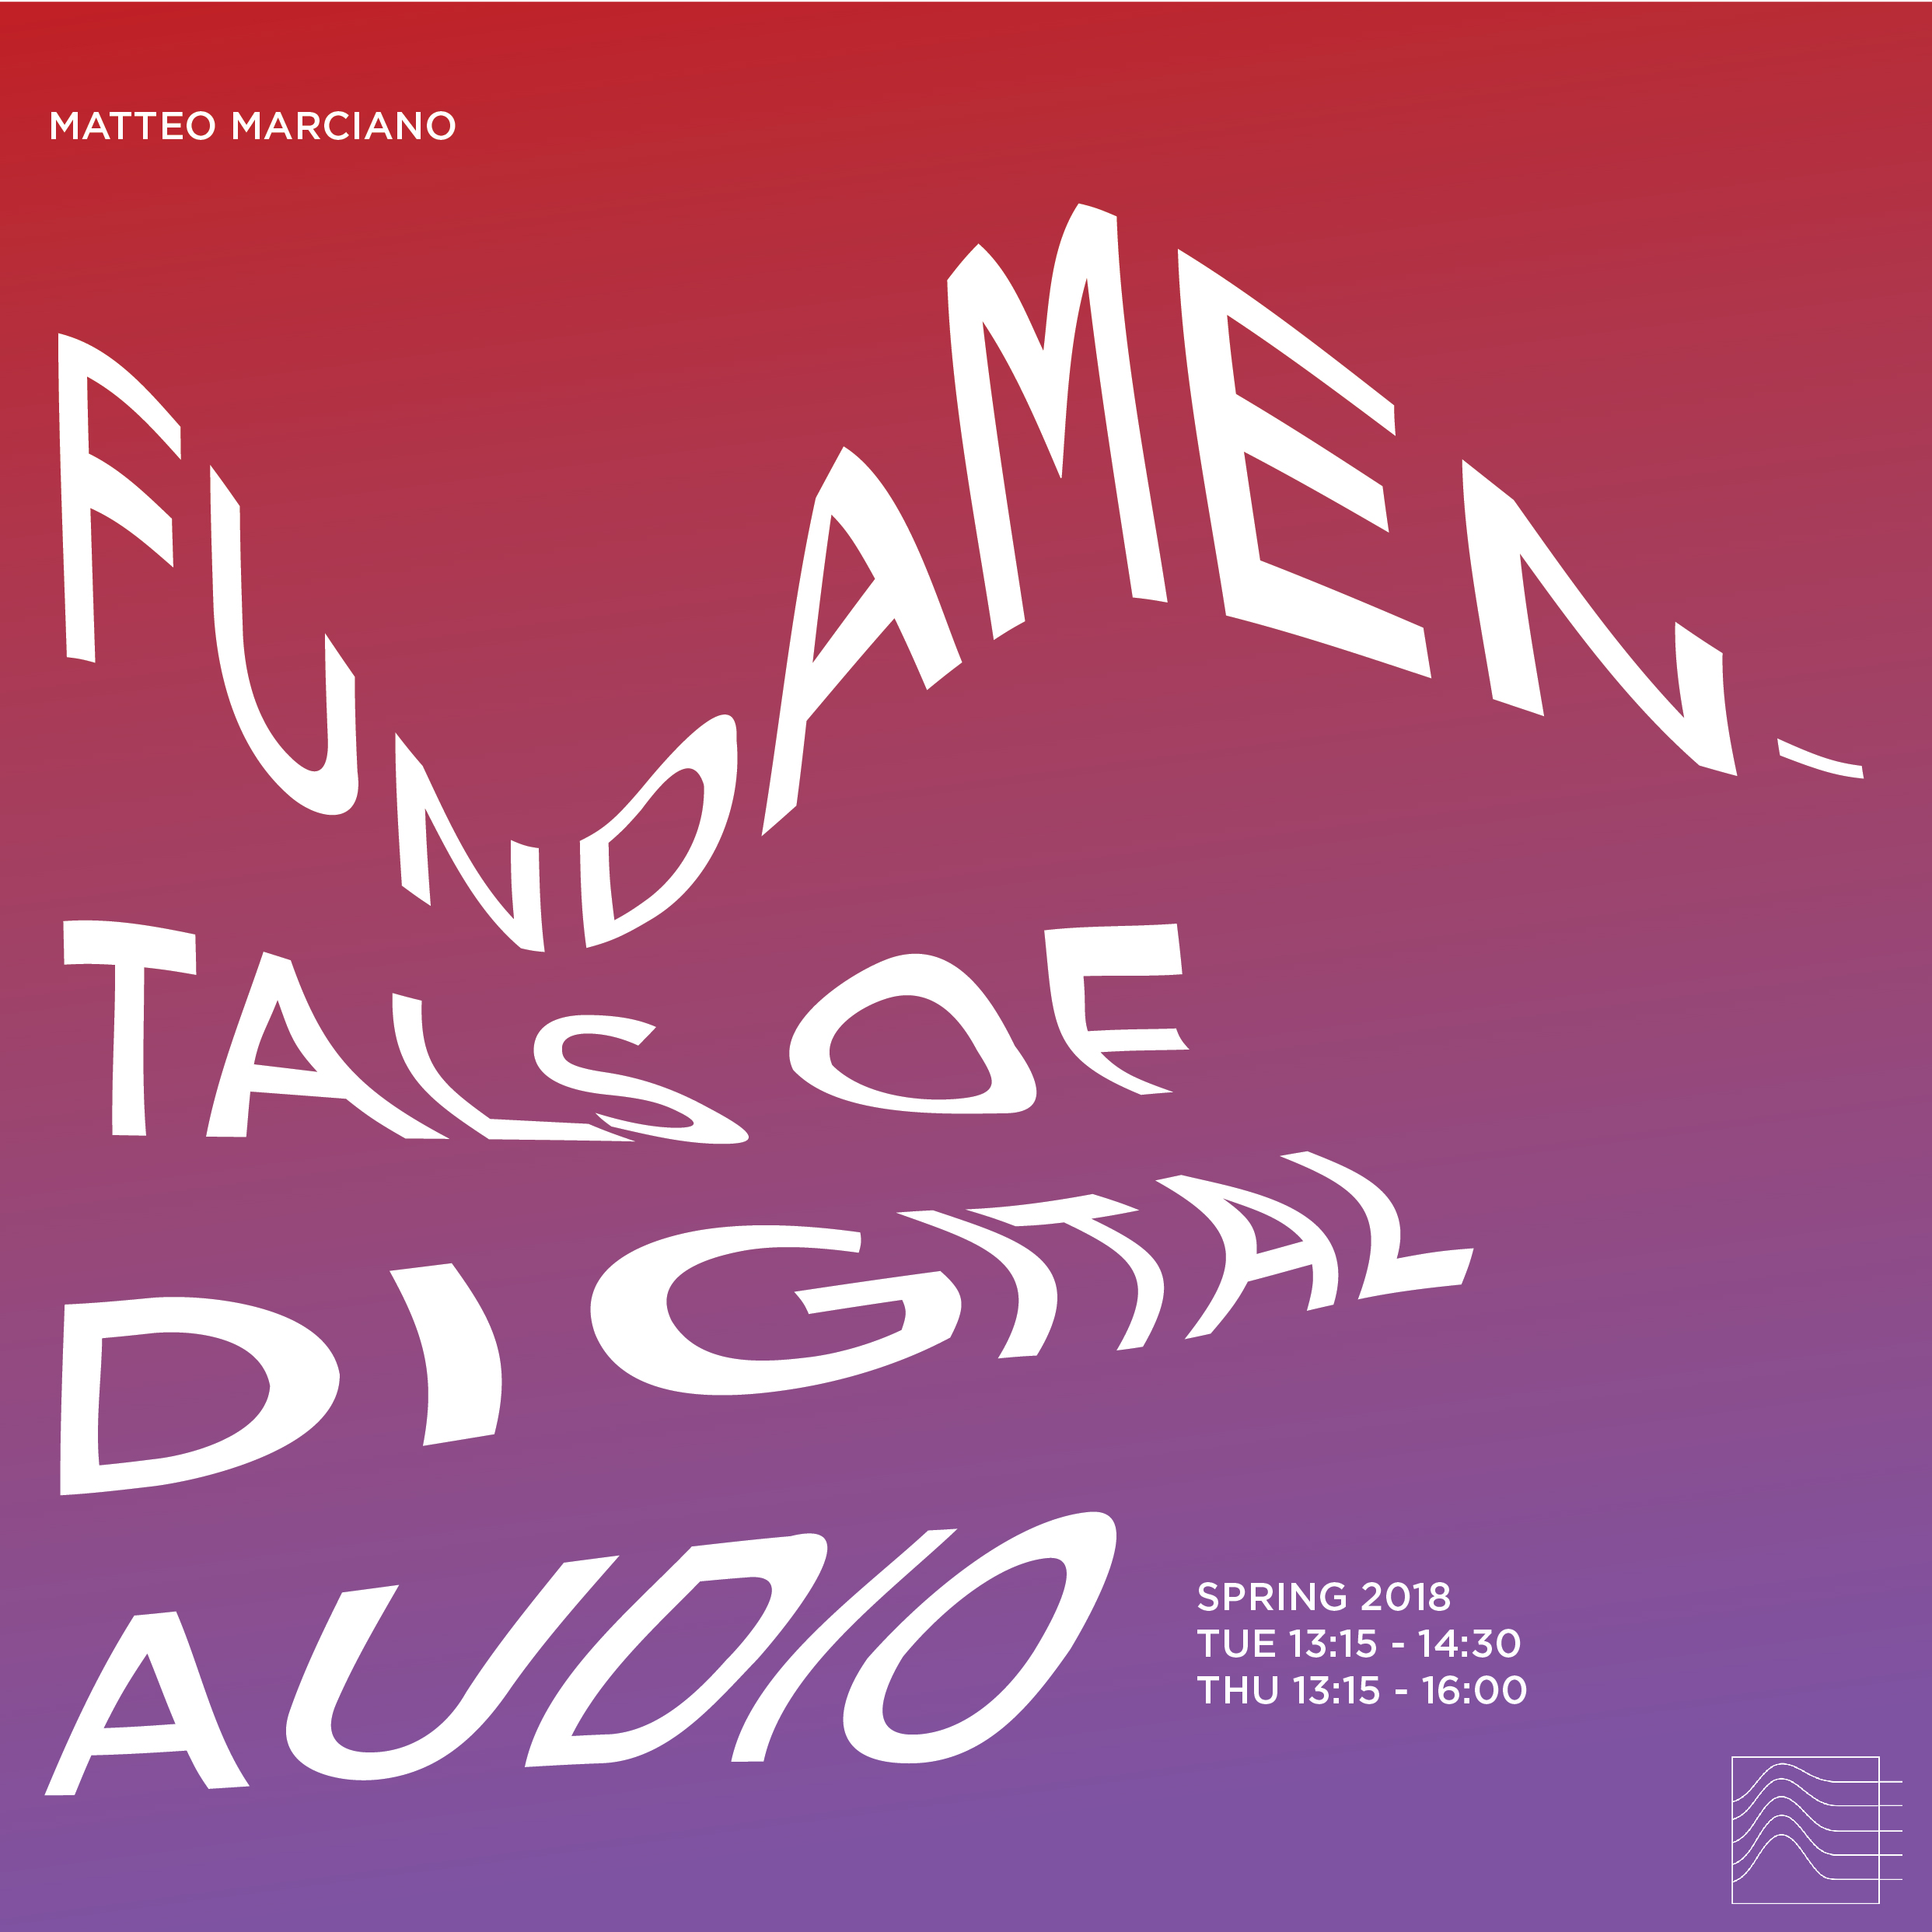 MATTEO MARCIANO
FUNDAMEN-
TALS OF
DIGITAL
AUDIO
SPRING 2018
TUE 13:15 - 14:30
THU 13:15 - 16:00